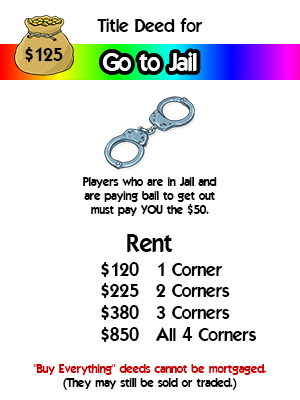 Title Deed for
$125
Go to Jail
Players who are in Jail and
are paying bail to get out
must pay YOU the $50.
Rent
$120 1 Corner
$225 2 Corners
$380 3 Corners
$850 All 4 Corners
"Buy Everything" deeds cannot be mortgaged.
(They may still be sold or traded.)